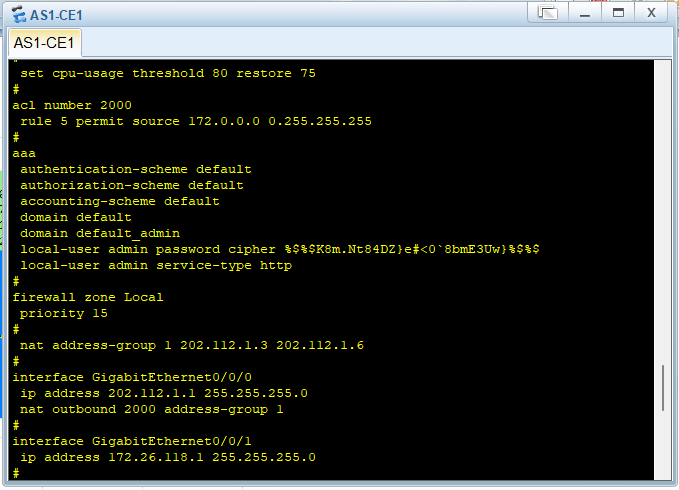 AS1-CE1
AS1-CE1
#
 set cpu-usage threshold 80 restore 75
#
acl number 2000
 rule 5 permit source 172.0.0.0 0.255.255.255
#
aaa
 authentication-scheme default
 authorization-scheme default
 accounting-scheme default
 domain default
 domain default_admin
 local-user admin password cipher %$%$K8m.Nt84DZ}e#<0`8bmE3Uw}%$%$
 local-user admin service-type http
#
firewall zone Local
 priority 15
#
 nat address-group 1 202.112.1.3 202.112.1.6
#
interface GigabitEthernet0/0/0
 ip address 202.112.1.1 255.255.255.0
 nat outbound 2000 address-group 1
#
interface GigabitEthernet0/0/1
 ip address 172.26.118.1 255.255.255.0
#